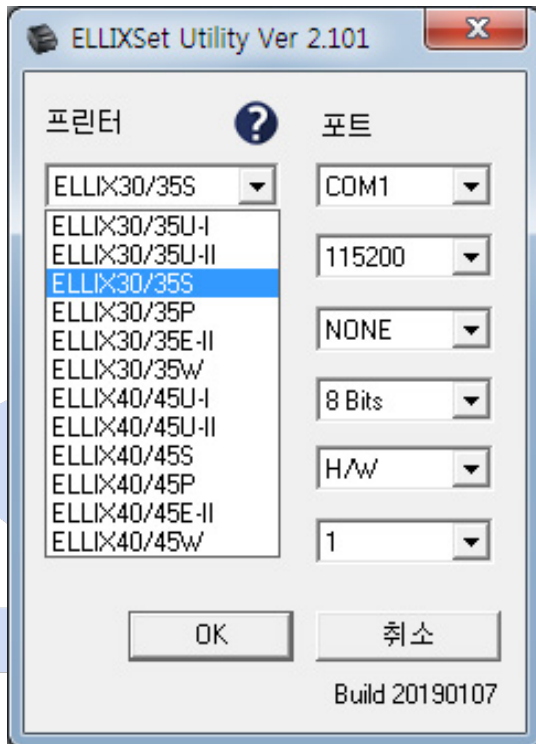 ELLIXSet Utility Ver 2.101
프린터
?
포트
ELLIX30/35S
COM1
ELLIX30/35U-I
ELLIX30/35U-II
ELLIX30/35S
ELLIX30/35P
ELLIX30/35E-II
ELLIX30/35W
ELLIX40/45U-I
ELLIX40/45U-II
ELLIX40/45S
ELLIX40/45P
ELLIX40/45E-II
ELLIX40/45W
115200
NONE
8 Bits
H/W
1
OK
취소
Build 20190107